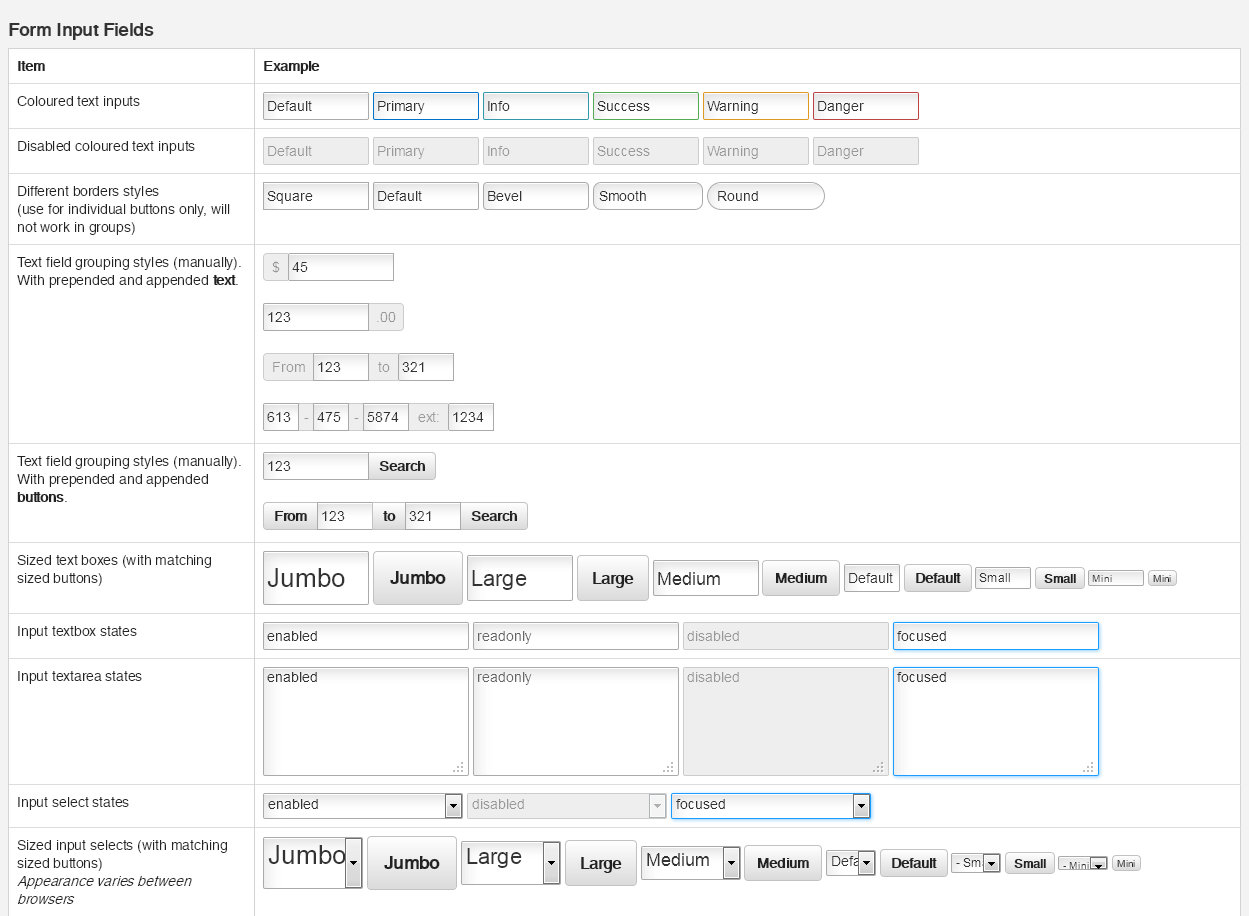 Form Input Fields
Item Example
Coloured text inputs
Default Primary Info Success Warning Danger
Disabled coloured text inputs
Default Primary Info Success Warning Danger
Different borders styles
(use for individual buttons only, will
not work in groups)
Square Default Bevel Smooth Round
Text field grouping styles (manually).
With prepended and appended text.
$ 45
123 .00
From 123 to 321
613 - 475 - 5874 ext: 1234
Text field grouping styles (manually).
With prepended and appended
buttons.
123 Search
From 123 to 321 Search
Sized text boxes (with matching
sized buttons)
Jumbo Jumbo Large Large Medium Medium Default Default Small Small Mini Mini
Input textbox states
enabled readonly disabled focused
Input textarea states
enabled readonly disabled focused
Input select states
enabled disabled focused
Sized input selects (with matching
sized buttons)
Appearance varies between
browsers
Jumbo Jumbo Large Large Medium Medium Defa Default - Sm Small - Mini Mini